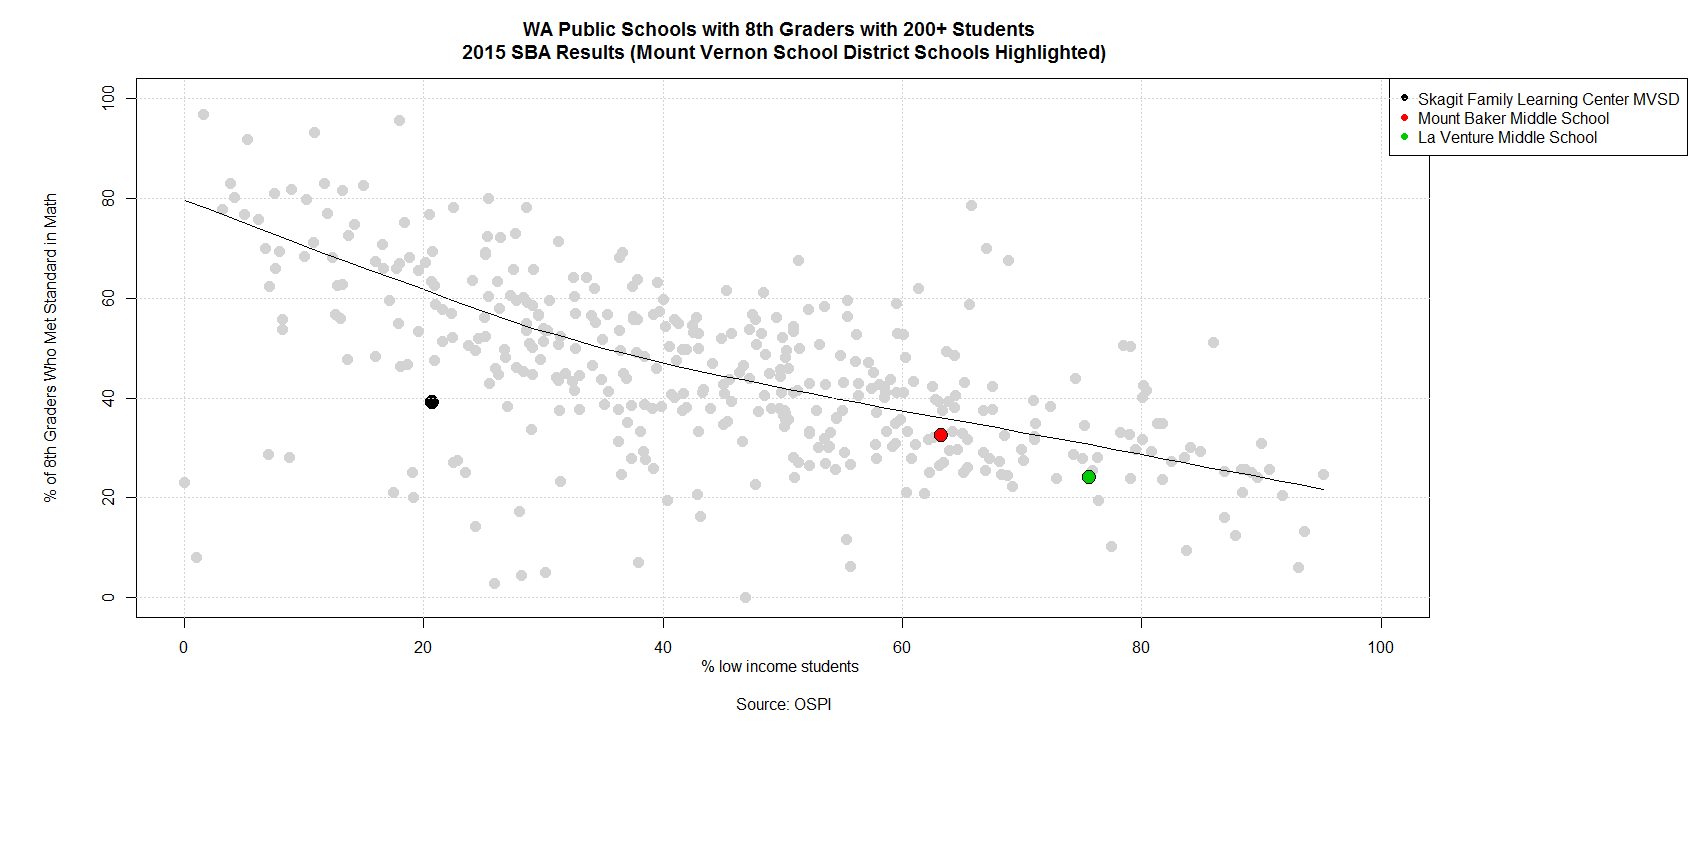 WA Public Schools with 8th Graders with 200+ Students
2015 SBA Results (Mount Vernon School District Schools Highlighted)
Skagit Family Learning Center MVSD
Mount Baker Middle School
La Venture Middle School
% of 8th Graders Who Met Standard in Math
100
80
60
40
20
0
0 20 40 60 80 100
% low income students
Source: OSPI